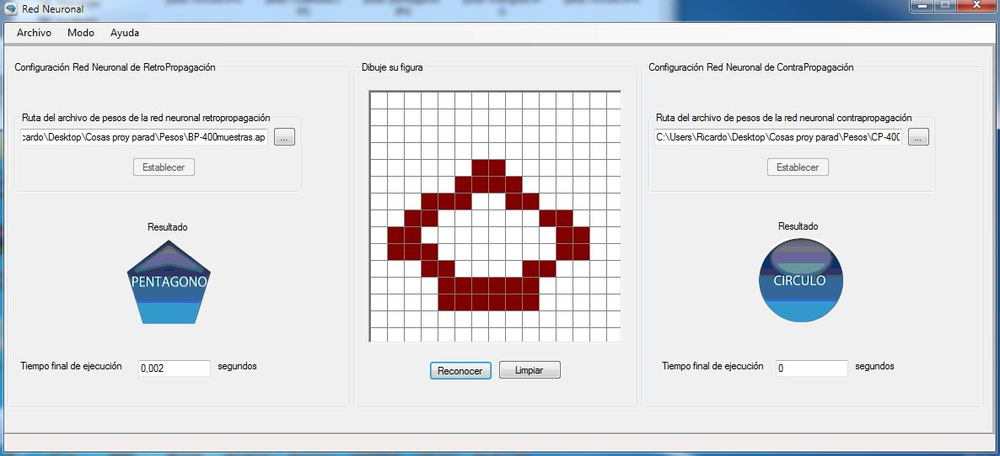 Red Neuronal
Archivo Modo Ayuda
Configuración Red Neuronal de RetroPropagación
Ruta del archivo de pesos de la red neuronal retropropagación
cardo\Desktop\Cosas proy parad\Pesos\BP-400muestras.ap ...
Establecer
Resultado
PENTAGONO
Tiempo final de ejecución 0,002 segundos
Dibuje su figura
Reconocer Limpiar
Configuración Red Neuronal de ContraPropagación
Ruta del archivo de pesos de la red neuronal contrapropagación
C:\Users\Ricardo\Desktop\Cosas proy parad\Pesos\CP-400 ...
Establecer
Resultado
CIRCULO
Tiempo final de ejecución 0 segundos